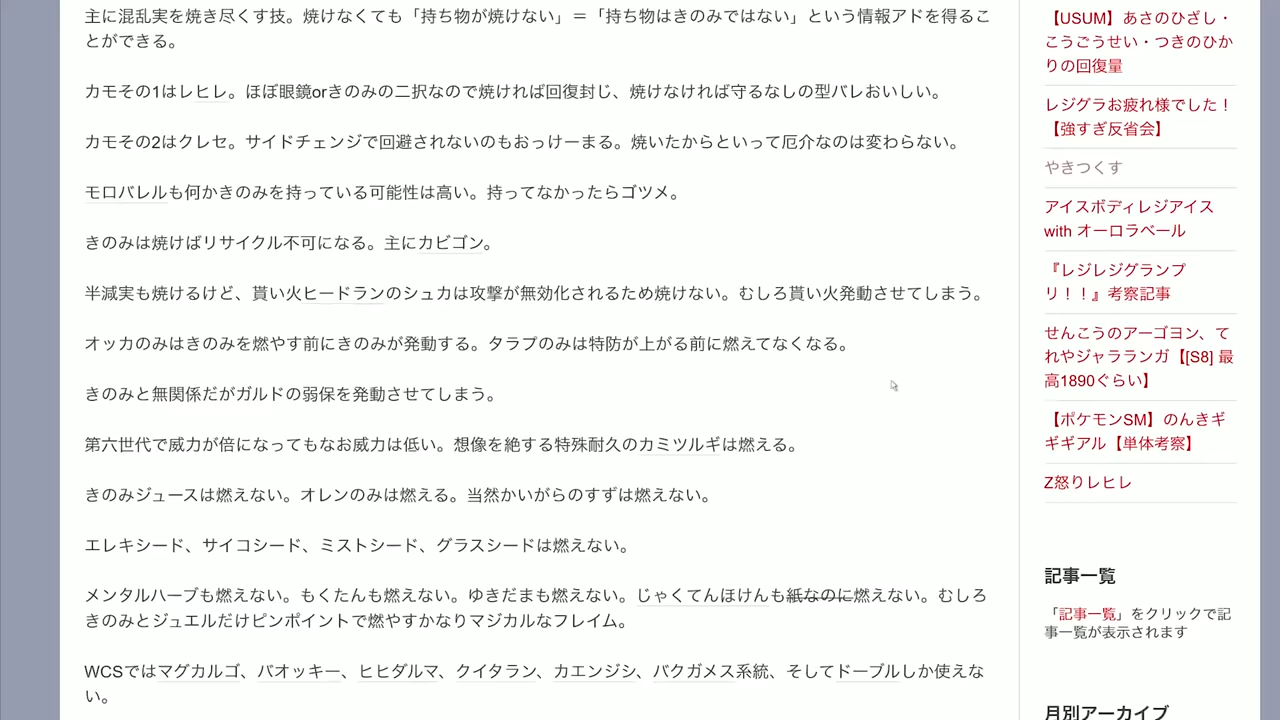 主に混乱実を焼き尽くす技。焼けなくても「持ち物が焼けない」＝「持ち物はきのみではない」という情報アドを得るこ
とができる。
カモその1はレヒレ。ほぼ眼鏡orきのみの二択なので焼ければ回復封じ、焼けなければ守るなしの型バレおいしい。
カモその2はクレセ。サイドチェンジで回避されないのもおっけーまる。焼いたからといって厄介なのは変わらない。
モロバレルも何かきのみを持っている可能性は高い。持ってなかったらゴツメ。
きのみは焼けばリサイクル不可になる。主にカビゴン。
半減実も焼けるけど、貰い火ヒードランのシュカは攻撃が無効化されるため焼けない。むしろ貰い火発動させてしまう。
オッカのみはきのみを燃やす前にきのみが発動する。タラプのみは特防が上がる前に燃えてなくなる。
きのみと無関係だがガルドの弱保を発動させてしまう。
第六世代で威力が倍になってもなお威力は低い。想像を絶する特殊耐久のカミツルギは燃える。
きのみジュースは燃えない。オレンのみは燃える。当然かいがらのすずは燃えない。
エレキシード、サイコシード、ミストシード、グラスシードは燃えない。
メンタルハーブも燃えない。もくたんも燃えない。ゆきだまも燃えない。じゃくてんほけんも紙なのに燃えない。むしろ
きのみとジュエルだけピンポイントで燃やすかなりマジカルなフレイム。
WCSではマグカルゴ、バオッキー、ヒヒダルマ、クイタラン、カエンジシ、バクガメス系統、そしてドーブルしか使えな
い。
【USUM】あさのひざし・
こうごうせい・つきのひか
りの回復量
レジグラお疲れ様でした！
【強すぎ反省会】
やきつくす
アイスボディレジアイス
with オーロラベール
『レジレジグランプ
リ！！』考察記事
せんこうのアーゴヨン、て
れやジャラランガ【[S8] 最
高1890ぐらい】
【ポケモンSM】のんきギ
ギギアル【単体考察】
Z怒りレヒレ
記事一覧
「記事一覧」をクリックで記
事一覧が表示されます
月別アーカイブ